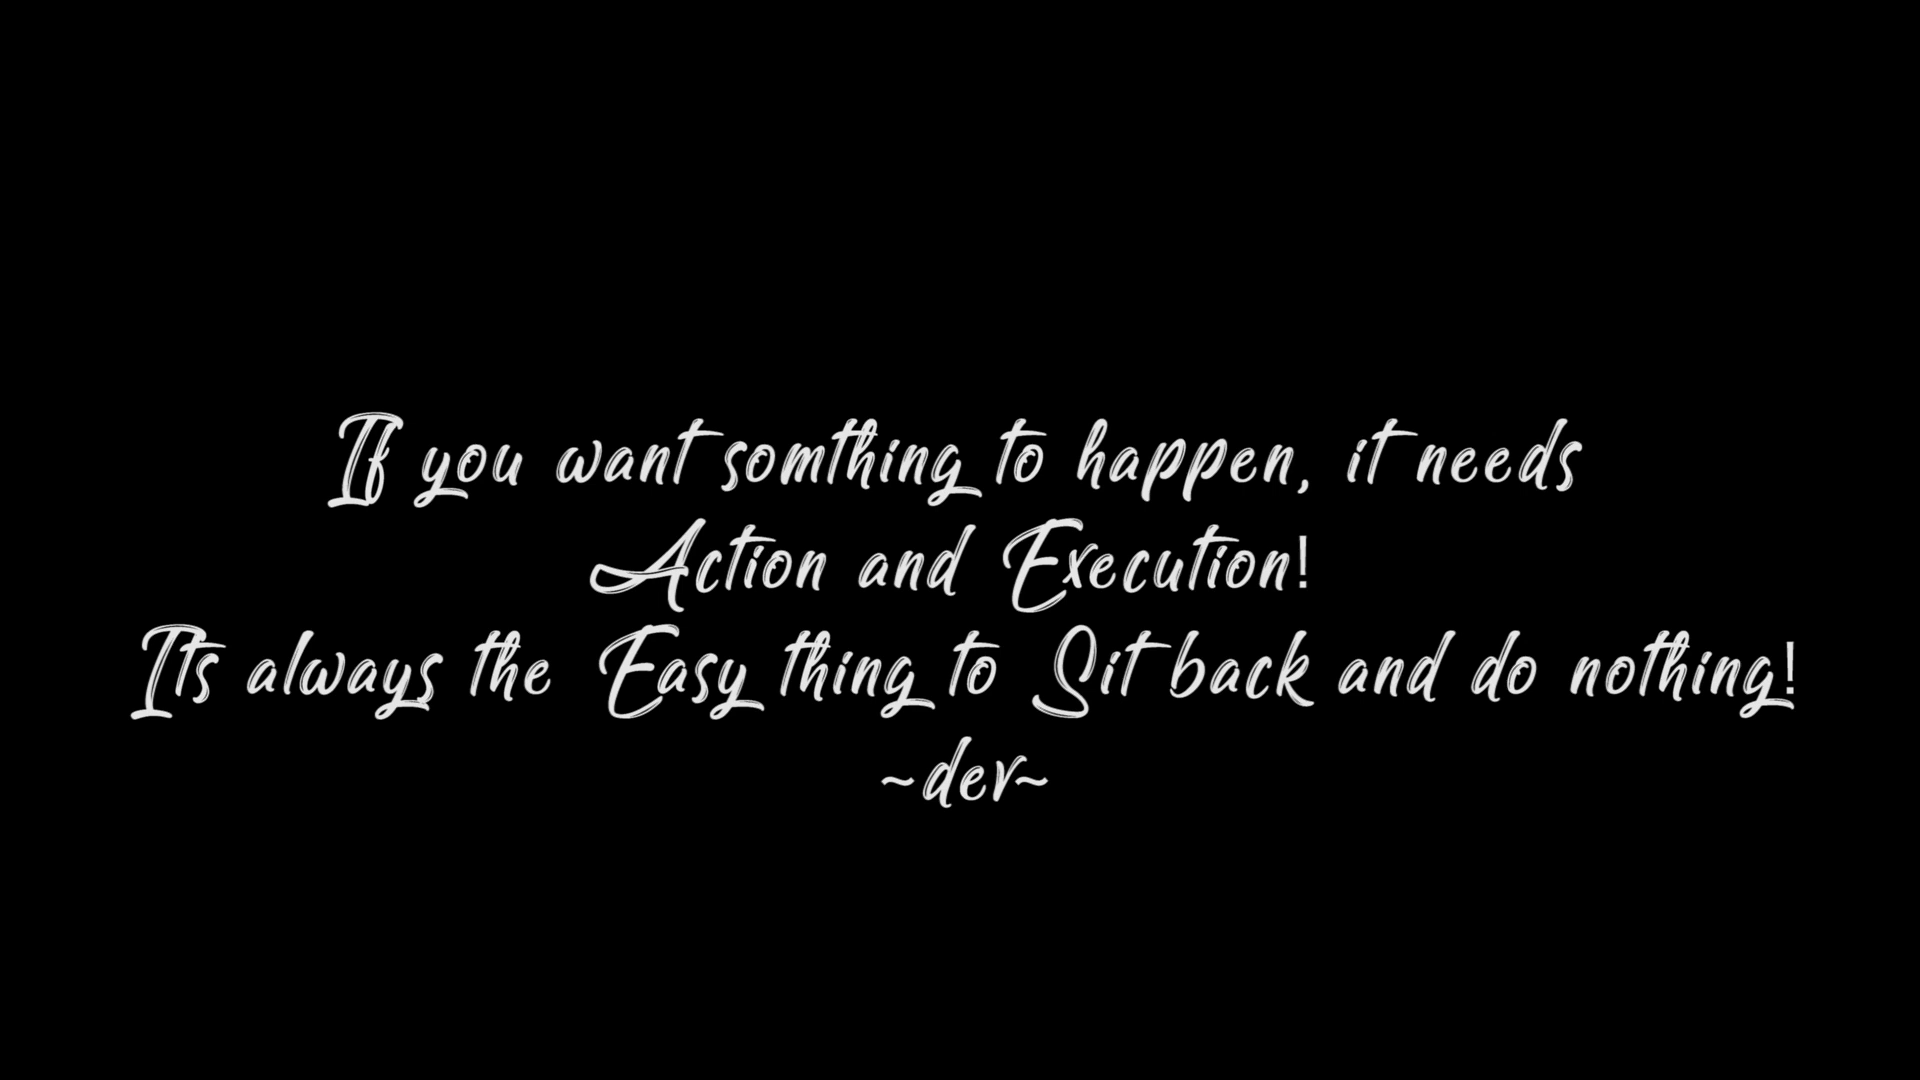 If you want somthing to happen, it needs
Action and Execution!
Its always the Easy thing to Sit back and do nothing!
~dev~